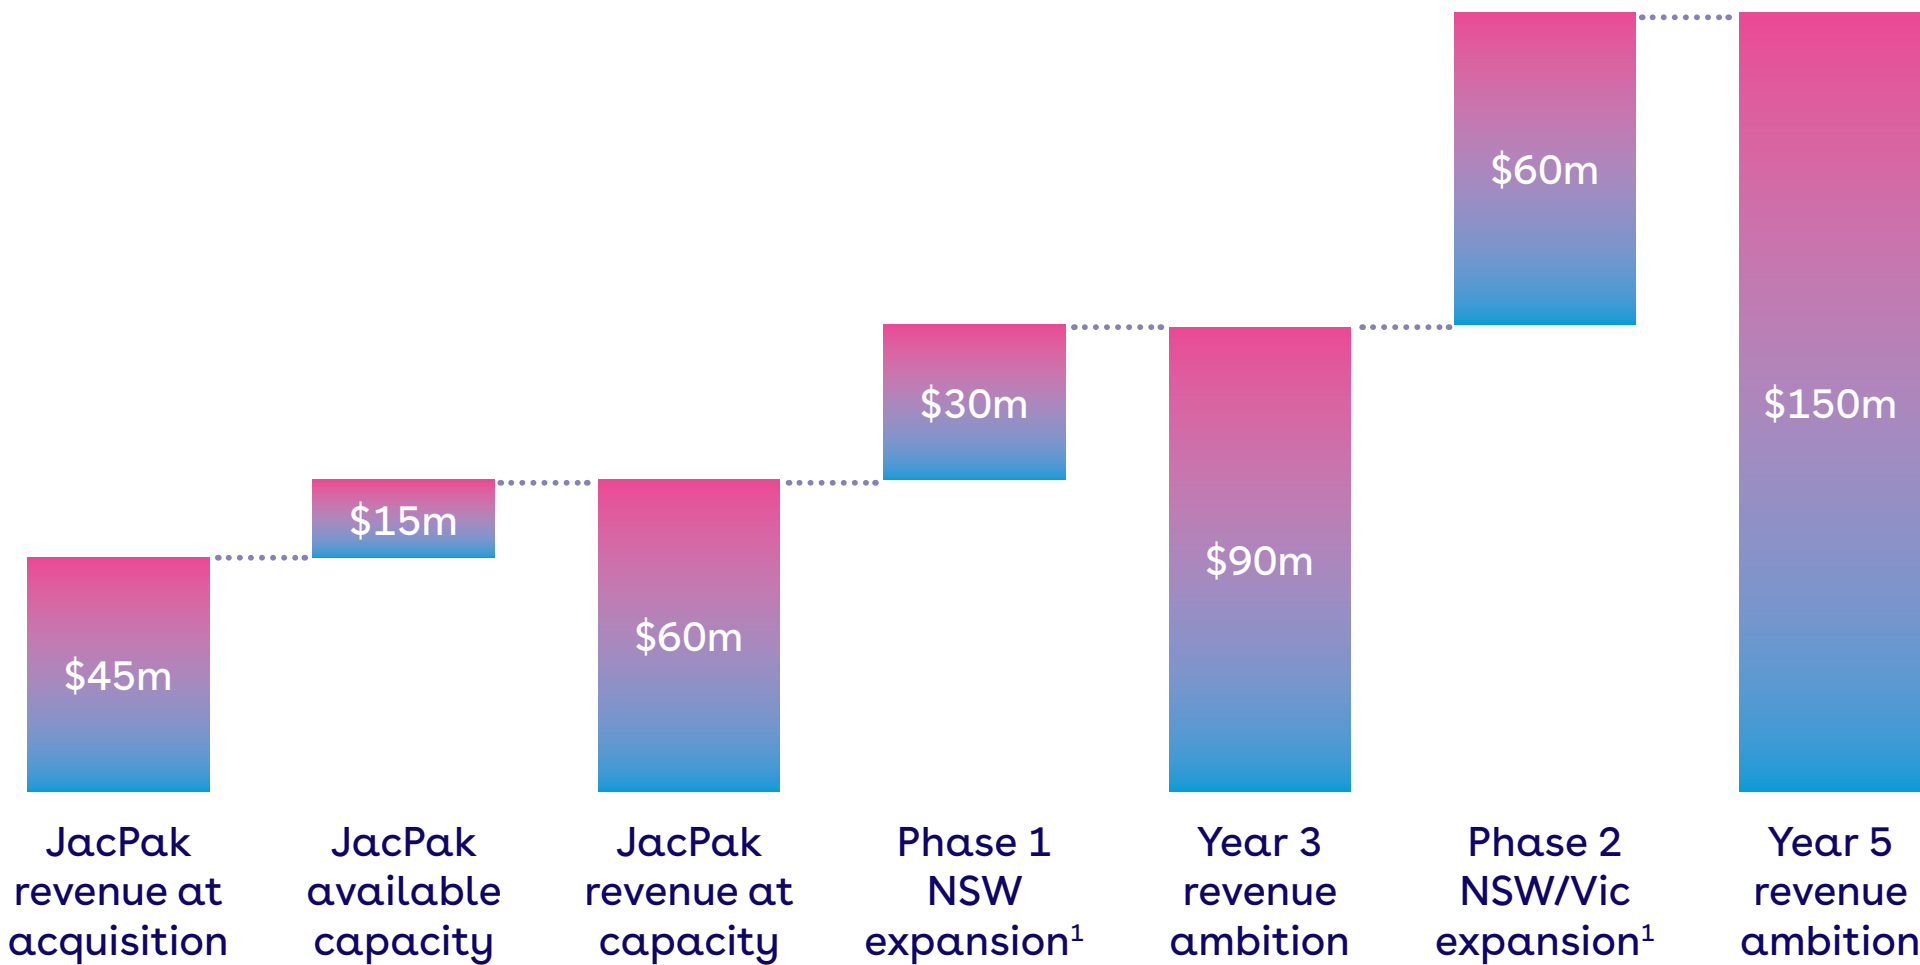 $45m
$15m
$60m
$30m
$90m
$60m
$150m
JacPak
revenue at
acquisition
JacPak
available
capacity
JacPak
revenue at
capacity
Phase 1
NSW
expansion¹
Year 3
revenue
ambition
Phase 2
NSW/Vic
expansion¹
Year 5
revenue
ambition